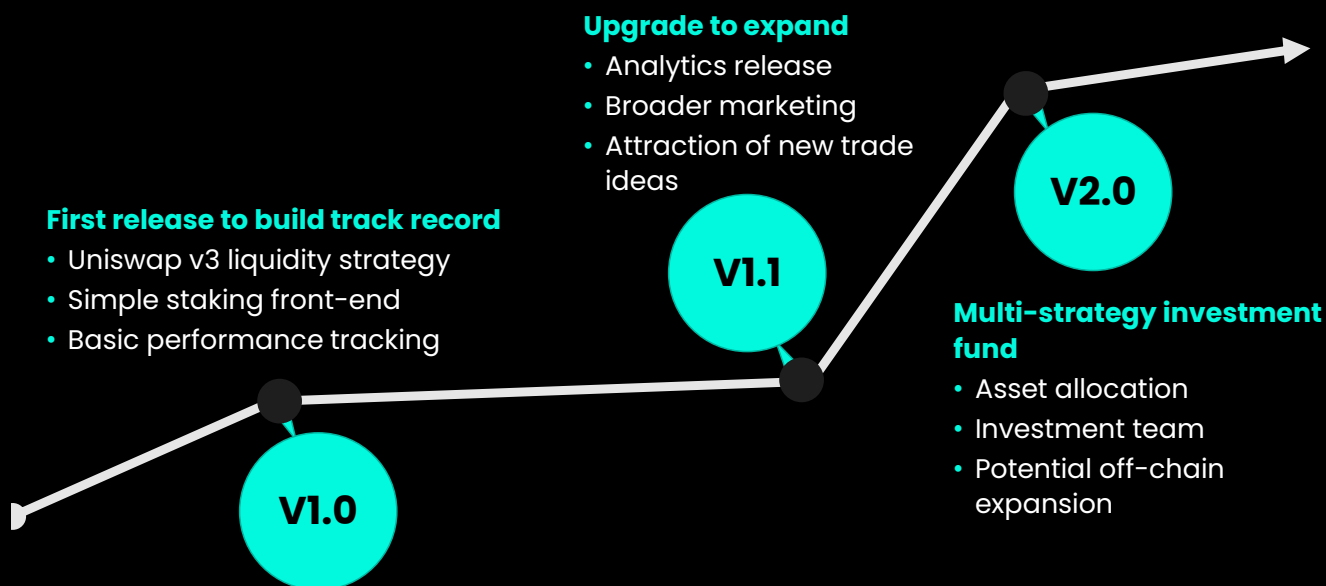 First release to build track record
• Uniswap v3 liquidity strategy
• Simple staking front-end
• Basic performance tracking
V1.0
Upgrade to expand
• Analytics release
• Broader marketing
• Attraction of new trade
ideas
V1.1
V2.0
Multi-strategy investment
fund
• Asset allocation
• Investment team
• Potential off-chain
expansion